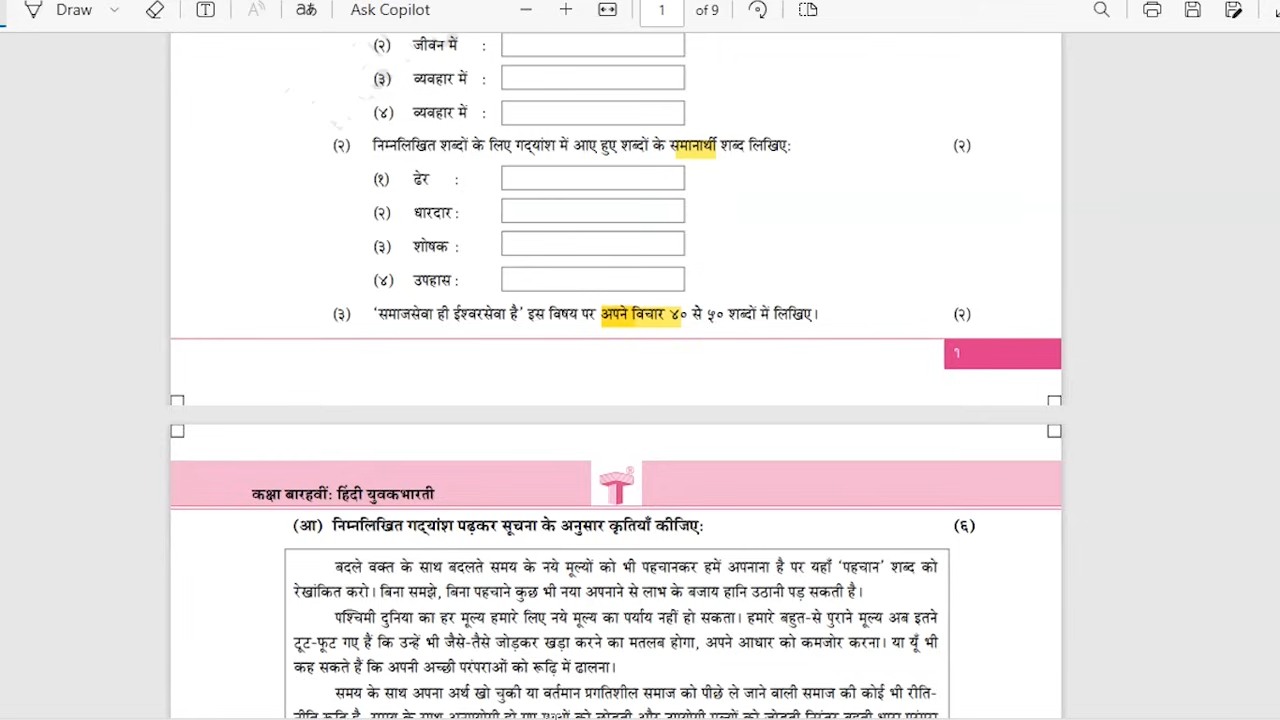 Draw aあ Ask Copilot 1 of 9
(२) जीवन में :
(३) व्यवहार में :
(४) व्यवहार में :
(२) निम्नलिखित शब्दों के लिए गद्यांश में आए हुए शब्दों के समानार्थी शब्द लिखिए: (२)
(१) ढेर :
(२) धारदार :
(३) शोषक :
(४) उपहास :
(३) ‘समाजसेवा ही ईश्वरसेवा है’ इस विषय पर अपने विचार ४० से ५० शब्दों में लिखिए। (२)
१
कक्षा बारहवीं: हिंदी युवकभारती
(आ) निम्नलिखित गद्यांश पढ़कर सूचना के अनुसार कृतियाँ कीजिए: (६)
बदले वक्त के साथ बदलते समय के नये मूल्यों को भी पहचानकर हमें अपनाना है पर यहाँ ‘पहचान’ शब्द को
रेखांकित करो। बिना समझे, बिना पहचाने कुछ भी नया अपनाने से लाभ के बजाय हानि उठानी पड़ सकती है।
पश्चिमी दुनिया का हर मूल्य हमारे लिए नये मूल्य का पर्याय नहीं हो सकता। हमारे बहुत-से पुराने मूल्य अब इतने
टूट-फूट गए हैं कि उन्हें भी जैसे-तैसे जोड़कर खड़ा करने का मतलब होगा, अपने आधार को कमजोर करना। या यूँ भी
कह सकते हैं कि अपनी अच्छी परंपराओं को रूढ़ि में ढालना।
समय के साथ अपना अर्थ खो चुकी या वर्तमान प्रगतिशील समाज को पीछे ले जाने वाली समाज की कोई भी रीति-